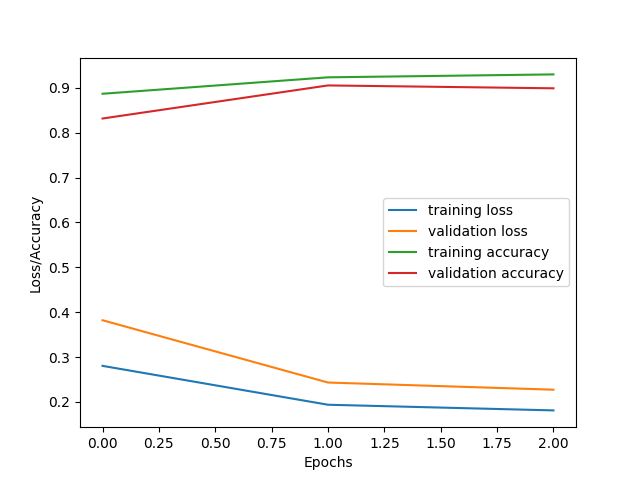 0.9
0.8
0.7
0.6
0.5
0.4
0.3
0.2
Loss/Accuracy
training loss
validation loss
training accuracy
validation accuracy
0.00 0.25 0.50 0.75 1.00 1.25 1.50 1.75 2.00
Epochs